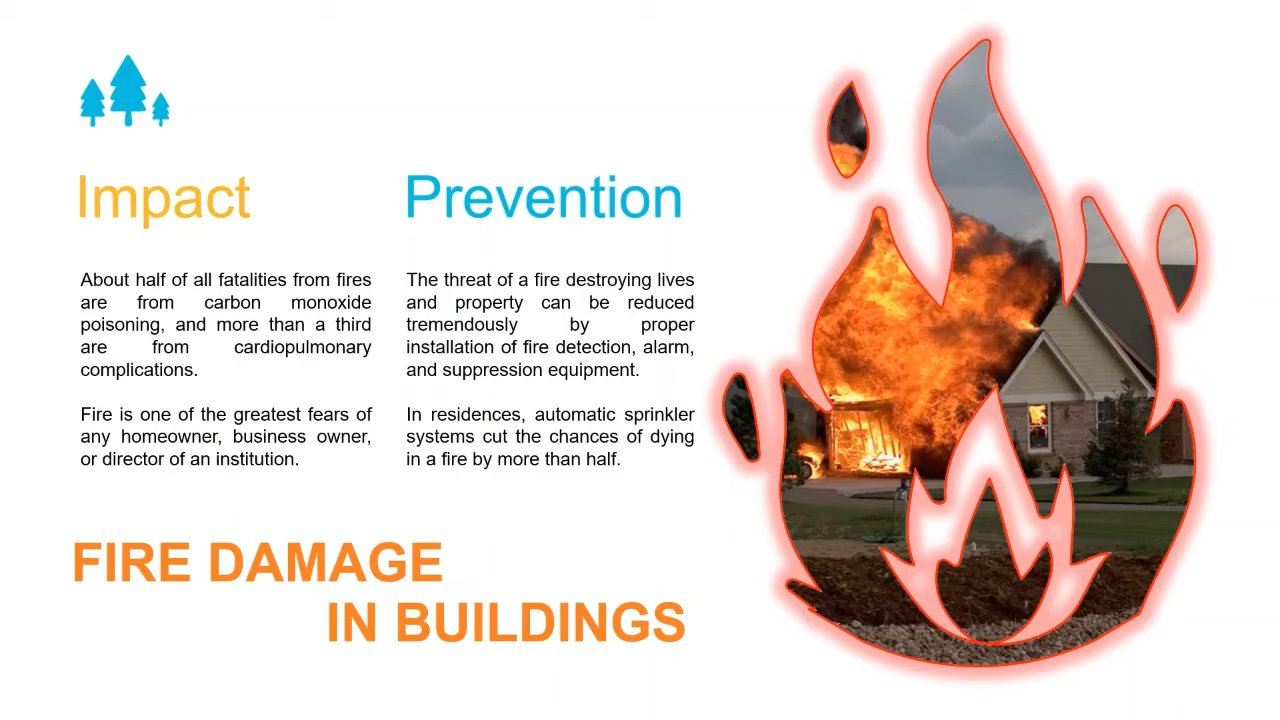 Impact
About half of all fatalities from fires
are from carbon monoxide
poisoning, and more than a third
are from cardiopulmonary
complications.
Fire is one of the greatest fears of
any homeowner, business owner,
or director of an institution.
Prevention
The threat of a fire destroying lives
and property can be reduced
tremendously by proper
installation of fire detection, alarm,
and suppression equipment.
In residences, automatic sprinkler
systems cut the chances of dying
in a fire by more than half.
FIRE DAMAGE
IN BUILDINGS